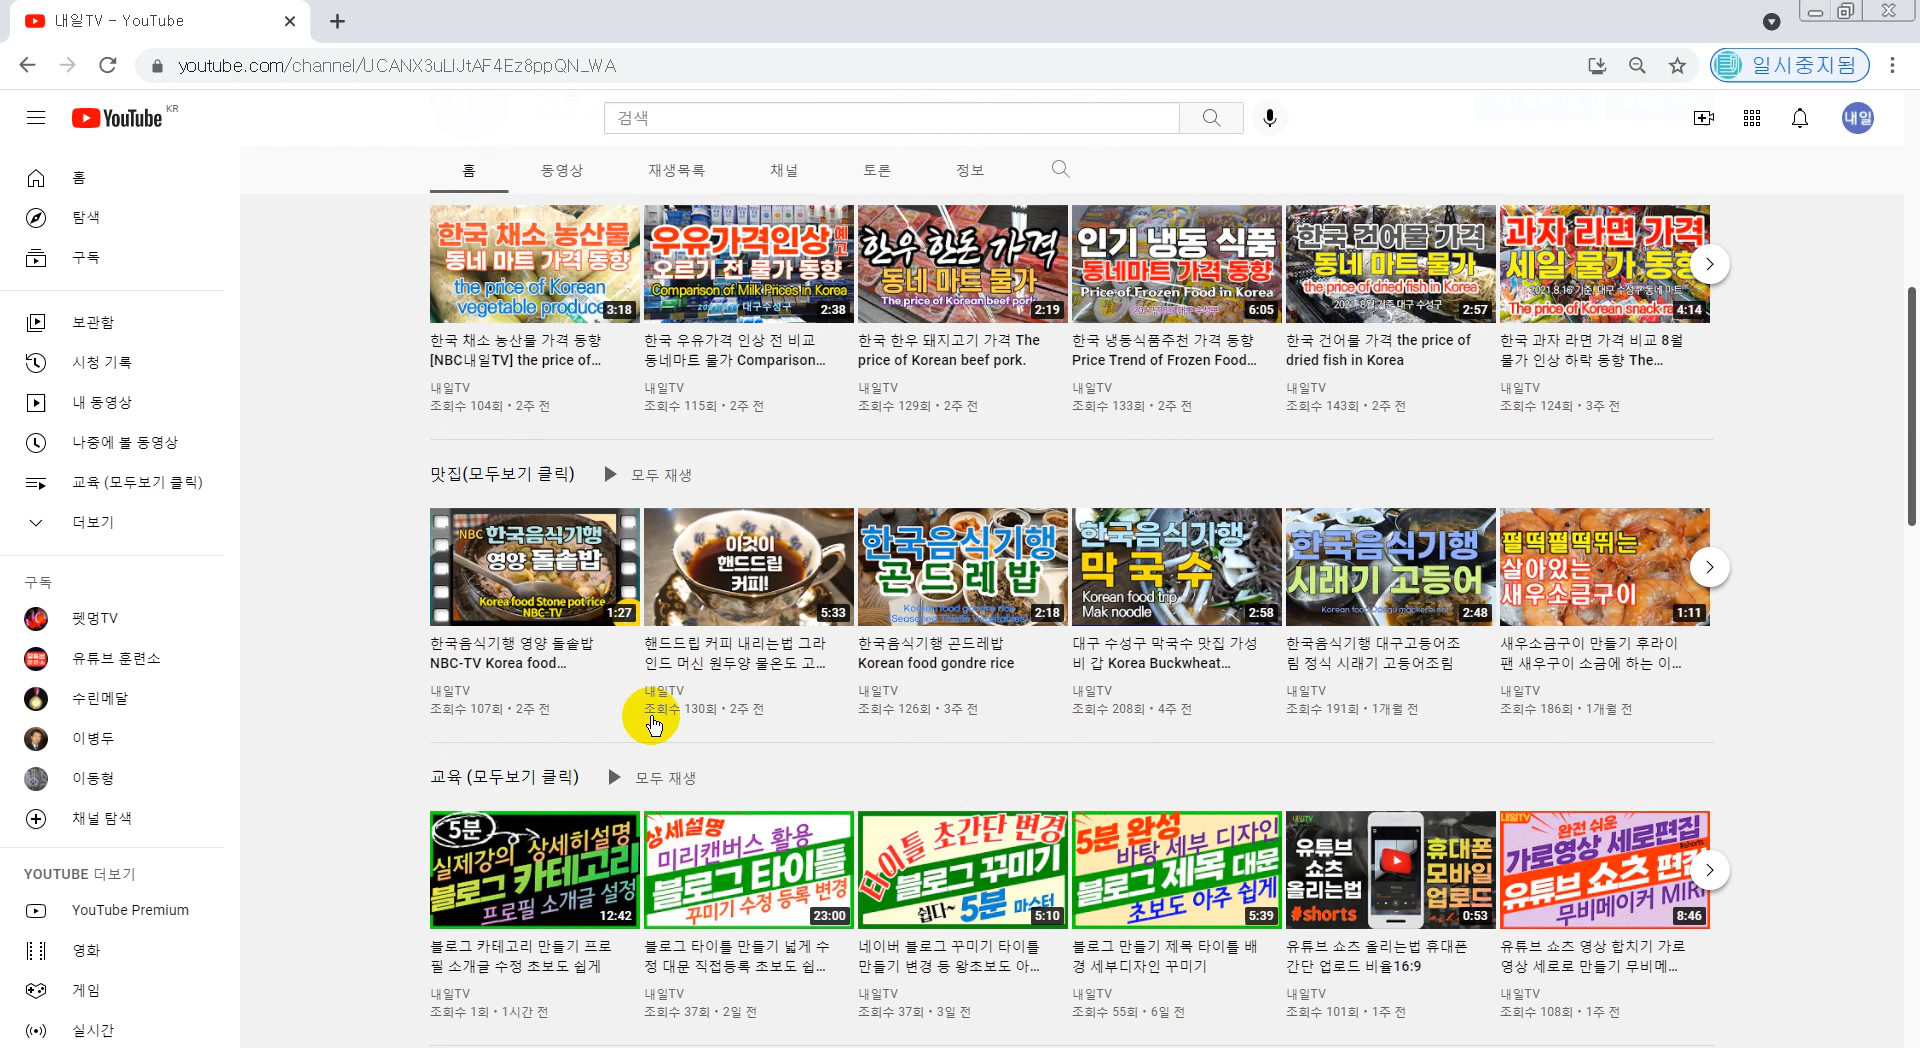 내일TV - YouTube
youtube.com/channel/UCANX3uLIJtAF4Ez8ppQN_WA
일시중지됨
YouTube KR
검색
내일
홈
동영상
재생목록
채널
토론
정보
홈
탐색
구독
보관함
시청 기록
내 동영상
나중에 볼 동영상
교육 (모두보기 클릭)
더보기
구독
펫멍TV
유튜브 훈련소
수린메달
이병두
이동형
채널 탐색
YOUTUBE 더보기
YouTube Premium
영화
게임
실시간
한국 채소 농산물
동네 마트 가격 동향
the price of Korean
vegetable produce
3:18
한국 채소 농산물 가격 동향
[NBC내일TV] the price of...
내일TV
조회수 104회 • 2주 전
우유가격인상 예고
오르기 전 물가 동향
Comparison of Milk Prices in Korea
대구수성구
2:38
한국 우유가격 인상 전 비교
동네마트 물가 Comparison...
내일TV
조회수 115회 • 2주 전
한우 한돈 가격
동네 마트 물가
The price of Korean beef pork
2:19
한국 한우 돼지고기 가격 The
price of Korean beef pork.
내일TV
조회수 129회 • 2주 전
인기 냉동 식품
동네마트 가격 동향
Price of Frozen Food in Korea
6:05
한국 냉동식품추천 가격 동향
Price Trend of Frozen Food...
내일TV
조회수 133회 • 2주 전
한국 건어물 가격
동네 마트 물가
the price of dried fish in Korea
2021.8월기준 대구 수성구
2:57
한국 건어물 가격 the price of
dried fish in Korea
내일TV
조회수 143회 • 2주 전
과자 라면 가격
세일 물가 동향
2021.8.16 기준 대구 수성구 동네 마트
The price of Korean snack ra
4:14
한국 과자 라면 가격 비교 8월
물가 인상 하락 동향 The...
내일TV
조회수 124회 • 3주 전
맛집(모두보기 클릭)
모두 재생
NBC 한국음식기행
영양 돌솥밥
Korea food Stone pot rice
NBC-TV
1:27
한국음식기행 영양 돌솥밥
NBC-TV Korea food...
내일TV
조회수 107회 • 2주 전
이것이
핸드드립
커피!
5:33
핸드드립 커피 내리는법 그라
인드 머신 원두양 물온도 고...
내일TV
조회수 130회 • 2주 전
한국음식기행
곤드레밥
Korean food gondre rice
Seasoned Thistle Vegetables
2:18
한국음식기행 곤드레밥
Korean food gondre rice
내일TV
조회수 126회 • 3주 전
한국음식기행
막국수
Korean food trip
Mak noodle
2:58
대구 수성구 막국수 맛집 가성
비 갑 Korea Buckwheat...
내일TV
조회수 208회 • 4주 전
한국음식기행
시래기 고등어
2:48
한국음식기행 대구고등어조
림 정식 시래기 고등어조림
내일TV
조회수 191회 • 1개월 전
펄떡펄떡뛰는
살아있는
새우소금구이
1:11
새우소금구이 만들기 후라이
팬 새우구이 소금에 하는 이...
내일TV
조회수 186회 • 1개월 전
교육 (모두보기 클릭)
모두 재생
5분
실제강의 상세히설명
블로그 카테고리
프로필 소개글 설정
12:42
블로그 카테고리 만들기 프로
필 소개글 수정 초보도 쉽게
내일TV
조회수 1회 • 1시간 전
상세설명
미리캔버스 활용
블로그 타이틀
꾸미기 수정 등록 변경
23:00
블로그 타이틀 만들기 넓게 수
정 대문 직접등록 초보도 쉽...
내일TV
조회수 37회 • 2일 전
타이틀 초간단 변경
블로그 꾸미기
쉽다~ 5분 마스터
5:10
네이버 블로그 꾸미기 타이틀
만들기 변경 등 왕초보도 아...
내일TV
조회수 37회 • 3일 전
5분 완성
바탕 세부 디자인
블로그 제목 대문
초보도 아주 쉽게
5:39
블로그 만들기 제목 타이틀 배
경 세부디자인 꾸미기
내일TV
조회수 55회 • 6일 전
내일TV
유튜브
쇼츠
올리는법
#shorts
휴대폰
모바일
업로드
0:53
유튜브 쇼츠 올리는법 휴대폰
간단 업로드 비율16:9
내일TV
조회수 101회 • 1주 전
내일TV
완전 쉬운
가로영상 세로편집
#shorts
유튜브 쇼츠 편집
무비메이커 MIRI
8:46
유튜브 쇼츠 영상 합치기 가로
영상 세로로 만들기 무비메...
내일TV
조회수 108회 • 1주 전